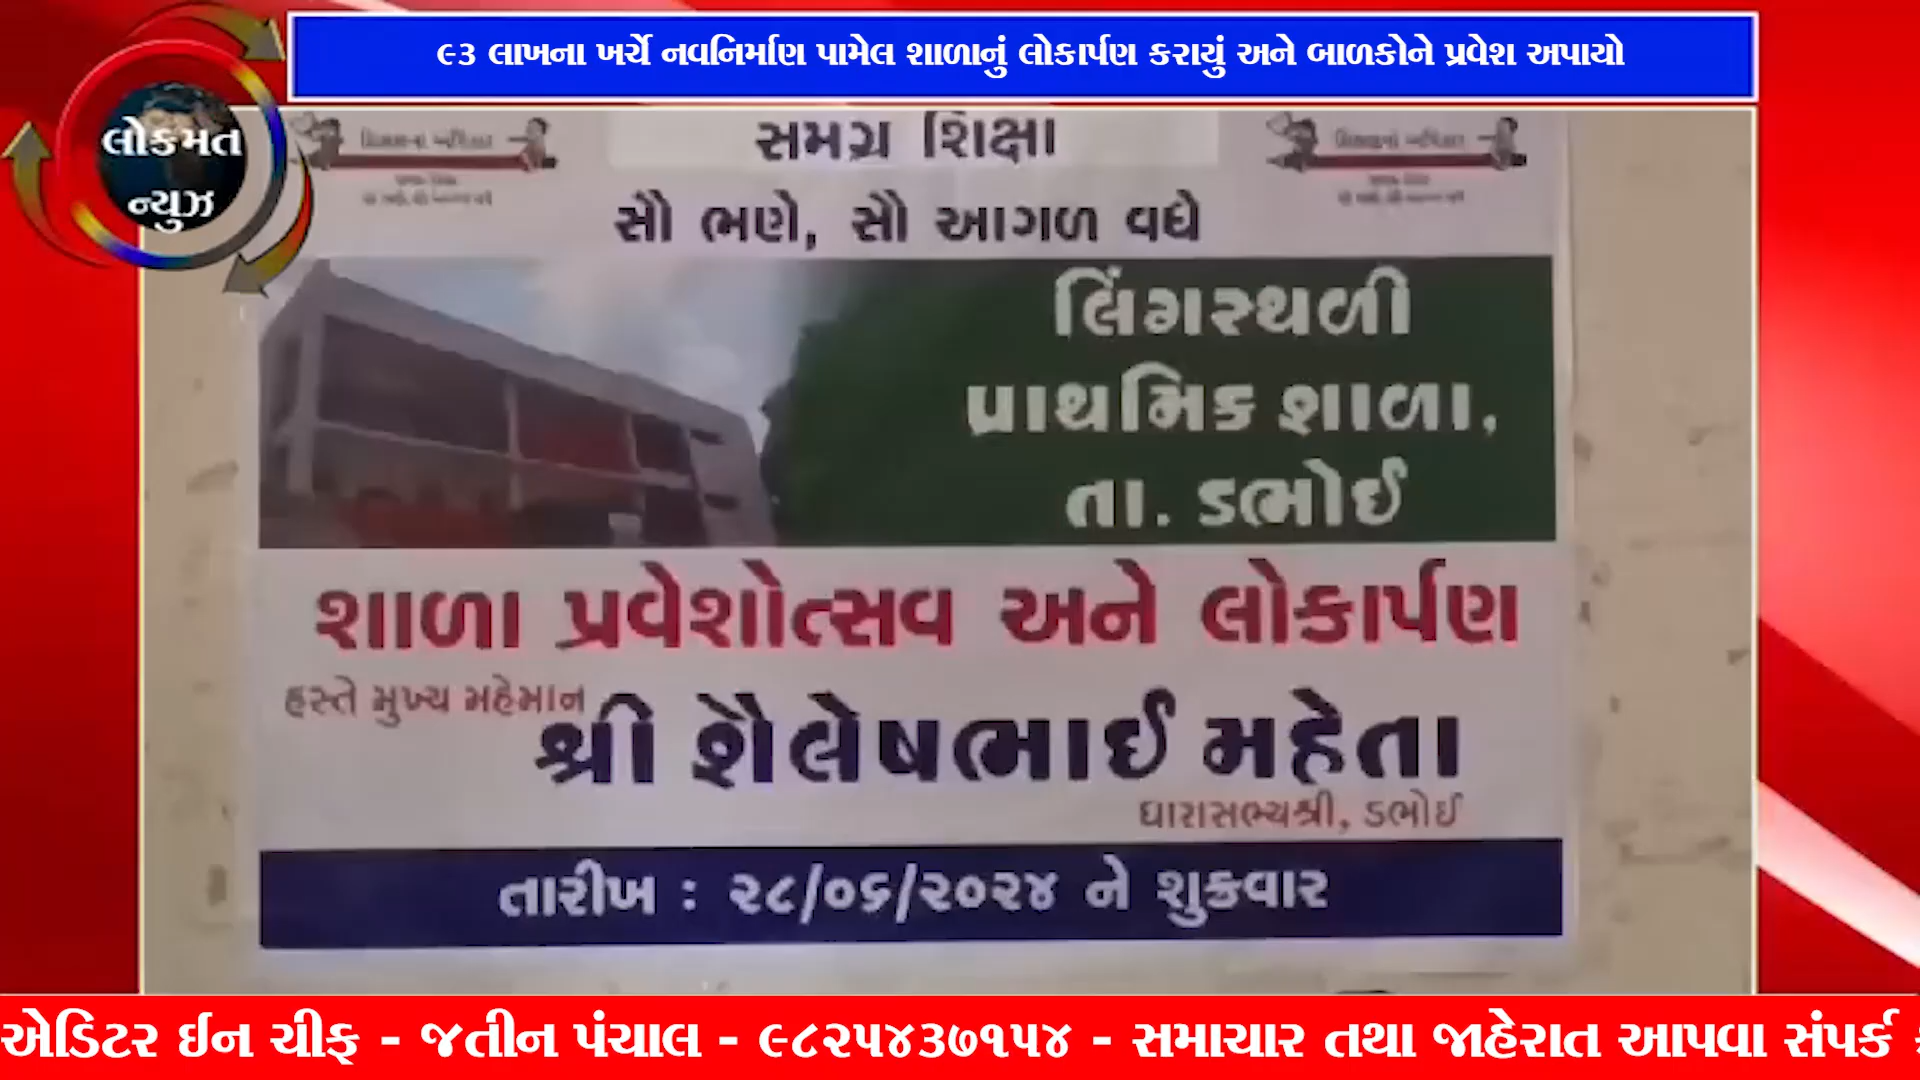 ૯૩ લાખના ખર્ચે નવનિર્માણ પામેલ શાળાનું લોકાર્પણ કરાયું અને બાળકોને પ્રવેશ અપાયો
લોકમત
ન્યુઝ
સમગ્ર શિક્ષા
સૌ ભણે, સૌ આગળ વધે
લિંગસ્થળી
પ્રાથમિક શાળા,
તા. ડભોઈ
શાળા પ્રવેશોત્સવ અને લોકાર્પણ
હસ્તે મુખ્ય મહેમાન
શ્રી શૈલેષભાઈ મહેતા
ધારાસભ્યશ્રી, ડભોઈ
તારીખ : ૨૮/૦૬/૨૦૨૪ ને શુક્રવાર
એડિટર ઈન ચીફ - જતીન પંચાલ - ૯૮૨૫૪૩૭૧૫૪ - સમાચાર તથા જાહેરાત આપવા સંપર્ક